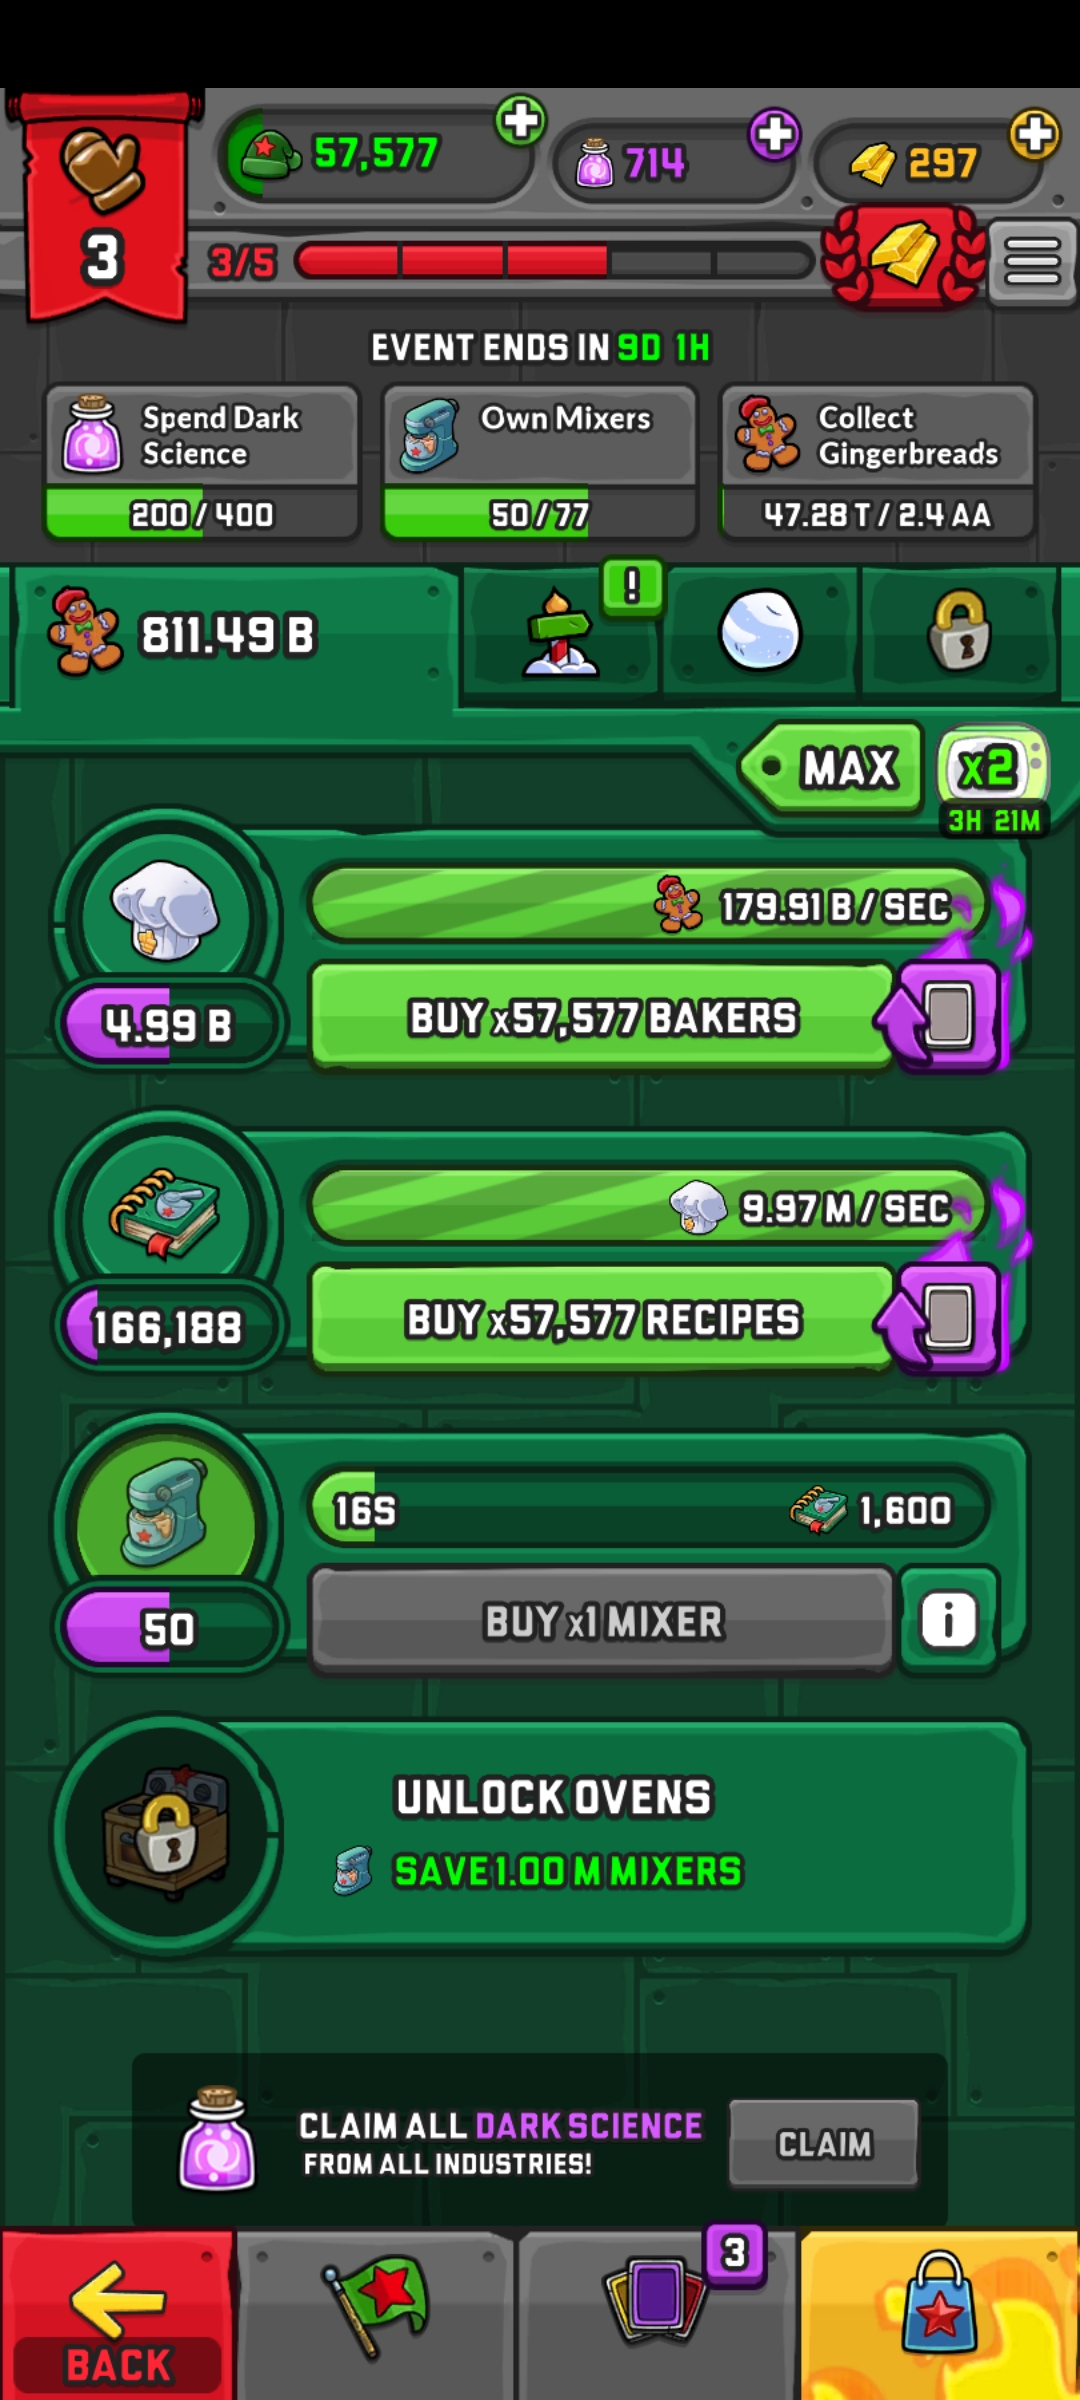 57,577
714
297
3
3/5
EVENT ENDS IN 9D 1H
Spend Dark
Science
200 / 400
Own Mixers
50 / 77
Collect
Gingerbreads
47.28 T / 2.4 AA
811.49 B
!
MAX
x2
3H 21M
179.91 B / SEC
4.99 B
BUY x57,577 BAKERS
9.97 M / SEC
166,188
BUY x57,577 RECIPES
16S
1,600
50
BUY x1 MIXER
i
UNLOCK OVENS
SAVE 1.00 M MIXERS
CLAIM ALL DARK SCIENCE
FROM ALL INDUSTRIES!
CLAIM
3
BACK